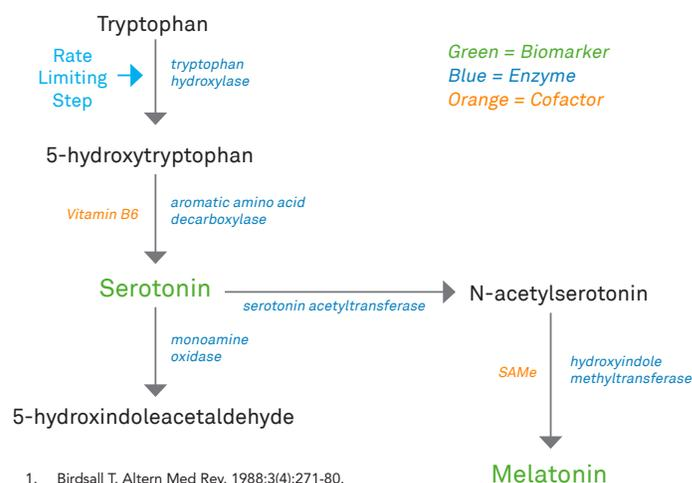 Tryptophan
Rate
Limiting
Step
tryptophan
hydroxylase
Green = Biomarker
Blue = Enzyme
Orange = Cofactor
5-hydroxytryptophan
Vitamin B6
aromatic amino acid
decarboxylase
Serotonin
serotonin acetyltransferase
N-acetylserotonin
monoamine
oxidase
SAMe
hydroxyindole
methyltransferase
5-hydroxindoleacetaldehyde
Melatonin
1. Birdsall T. Altern Med Rev. 1988;3(4):271-80.